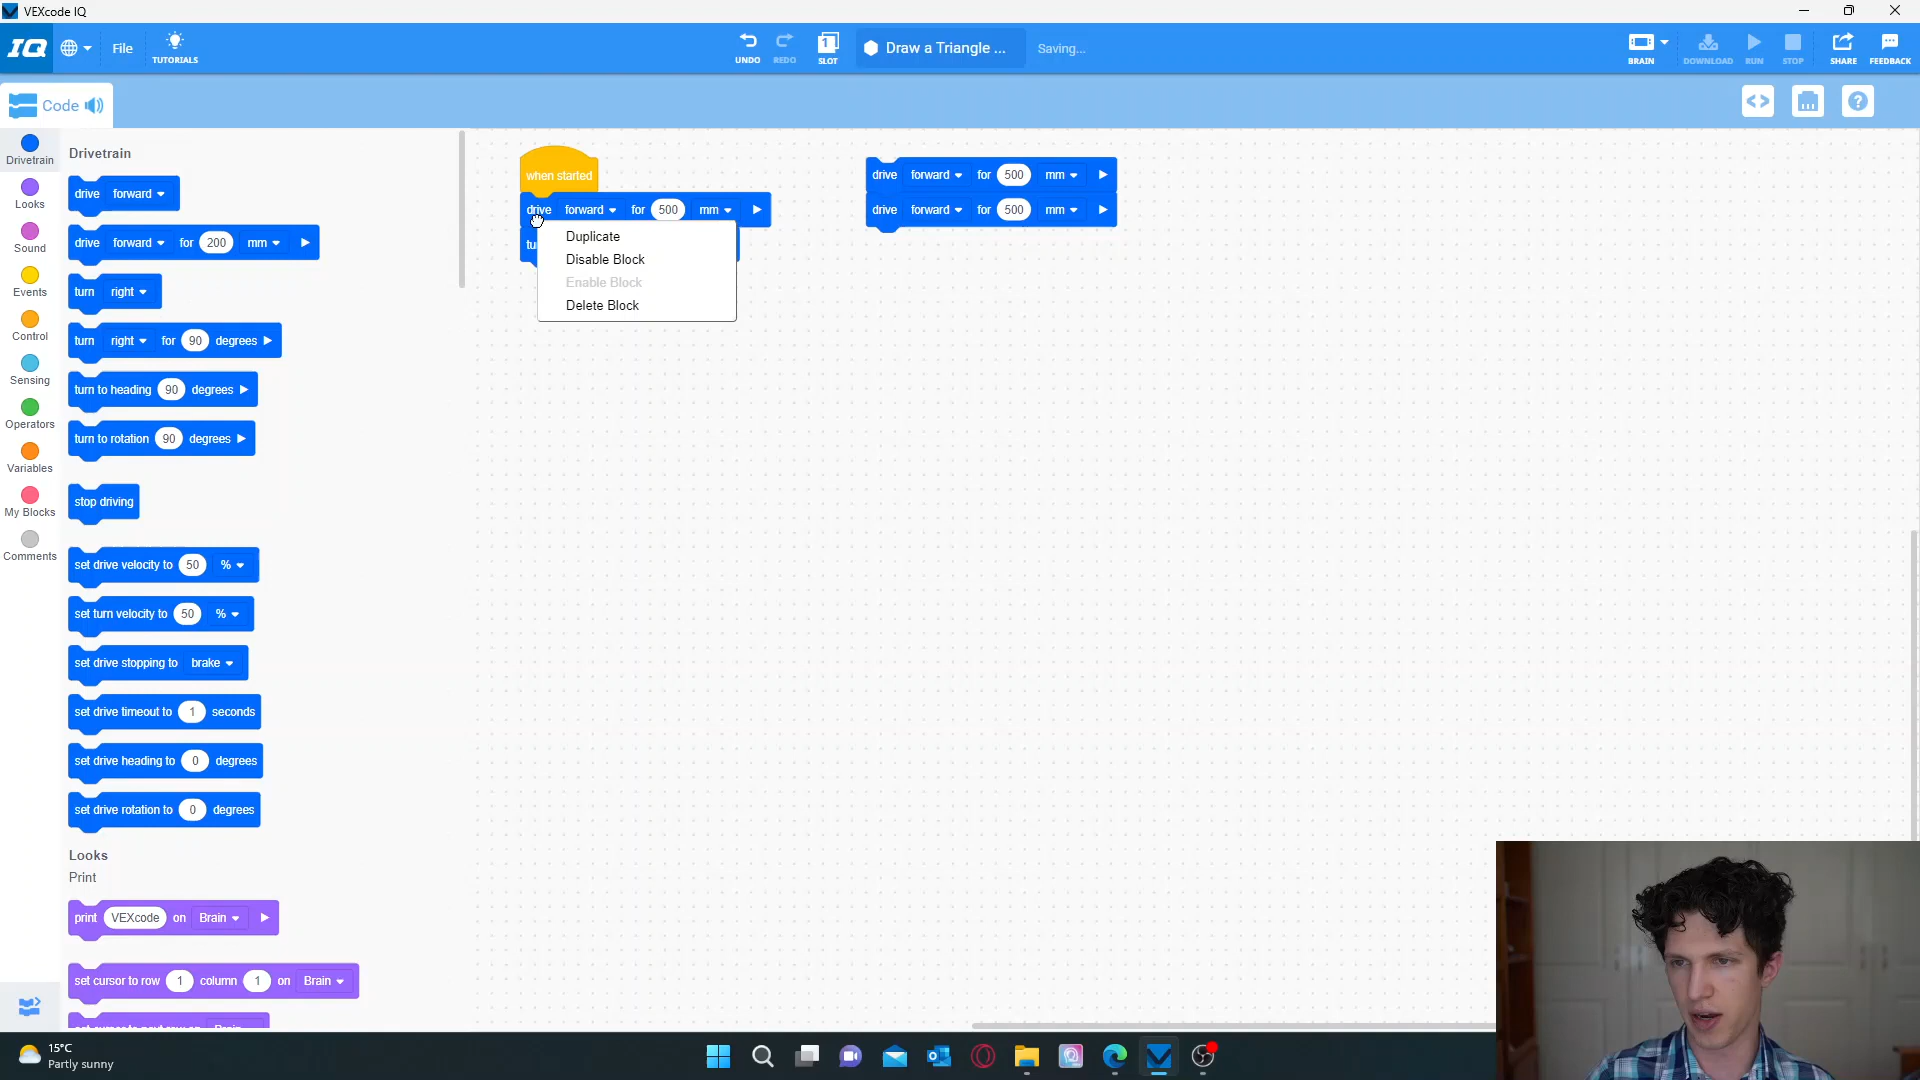 VEXcode IQ
IQ
File
TUTORIALS
UNDO
REDO
1
SLOT
Draw a Triangle ...
Saving...
BRAIN
DOWNLOAD
RUN
STOP
SHARE
FEEDBACK
Code
Drivetrain
Looks
Sound
Events
Control
Sensing
Operators
Variables
My Blocks
Comments
Drivetrain
drive forward
drive forward for 200 mm
turn right
turn right for 90 degrees
turn to heading 90 degrees
turn to rotation 90 degrees
stop driving
set drive velocity to 50 %
set turn velocity to 50 %
set drive stopping to brake
set drive timeout to 1 seconds
set drive heading to 0 degrees
set drive rotation to 0 degrees
Looks
Print
print VEXcode on Brain
set cursor to row 1 column 1 on Brain
when started
drive forward for 500 mm
tu
Duplicate
Disable Block
Enable Block
Delete Block
drive forward for 500 mm
drive forward for 500 mm
15°C
Partly sunny